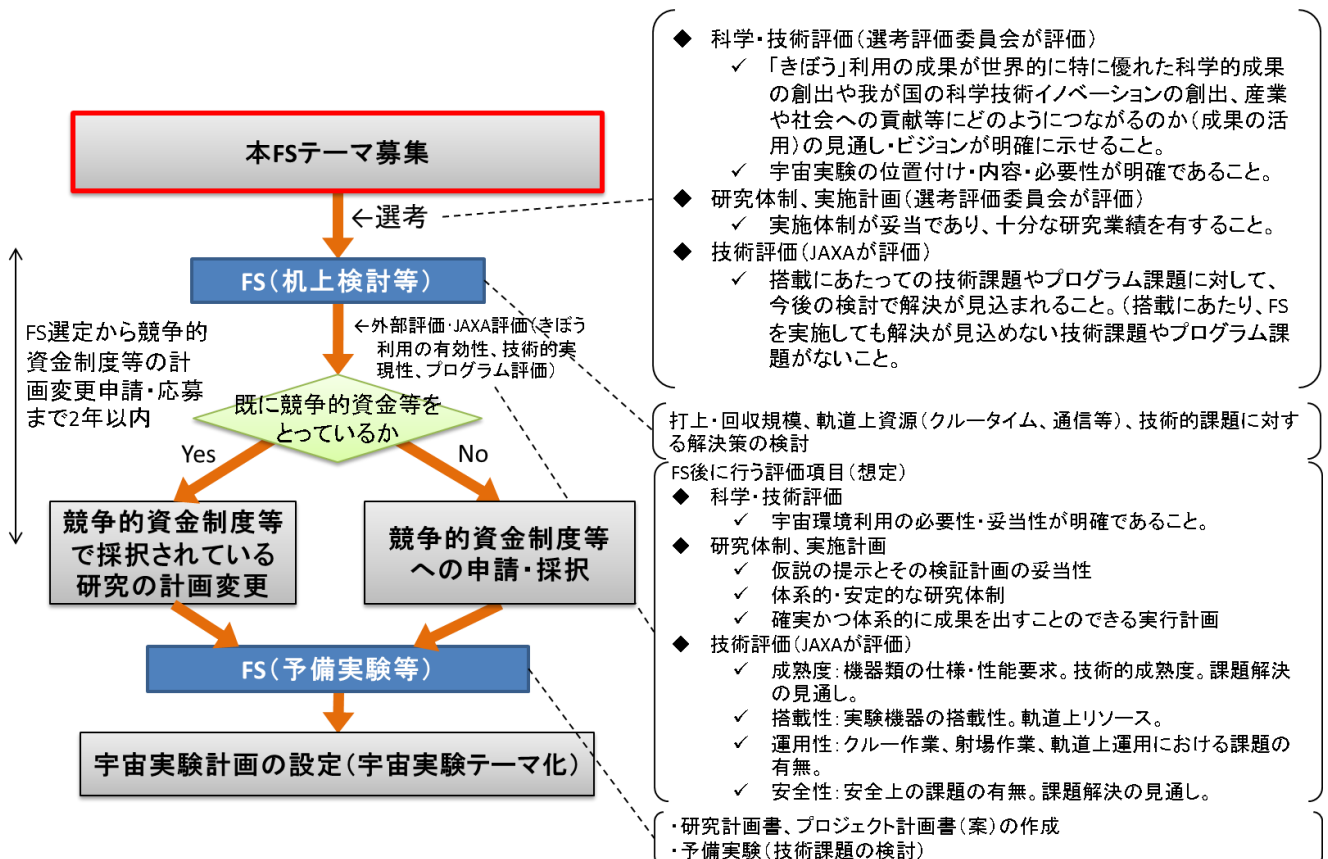 本FSテーマ募集
←選考
FS(机上検討等)
←外部評価・JAXA評価(きぼう
利用の有効性、技術的実
現性、プログラム評価)
FS選定から競争的
資金制度等の計
画変更申請・応募
まで2年以内
既に競争的資金等を
とっているか
Yes
No
競争的資金制度等
で採択されている
研究の計画変更
競争的資金制度等
への申請・採択
FS(予備実験等)
宇宙実験計画の設定(宇宙実験テーマ化)
◆ 科学・技術評価(選考評価委員会が評価)
✓ 「きぼう」利用の成果が世界的に特に優れた科学的成果
の創出や我が国の科学技術イノベーションの創出、産業
や社会への貢献等にどのようにつながるのか(成果の活
用)の見通し・ビジョンが明確に示せること。
✓ 宇宙実験の位置付け・内容・必要性が明確であること。
◆ 研究体制、実施計画(選考評価委員会が評価)
✓ 実施体制が妥当であり、十分な研究業績を有すること。
◆ 技術評価(JAXAが評価)
✓ 搭載にあたっての技術課題やプログラム課題に対して、
今後の検討で解決が見込まれること。(搭載にあたり、FS
を実施しても解決が見込めない技術課題やプログラム課
題がないこと。
打上・回収規模、軌道上資源(クルータイム、通信等)、技術的課題に対す
る解決策の検討
FS後に行う評価項目(想定)
◆ 科学・技術評価
✓ 宇宙環境利用の必要性・妥当性が明確であること。
◆ 研究体制、実施計画
✓ 仮説の提示とその検証計画の妥当性
✓ 体系的・安定的な研究体制
✓ 確実かつ体系的に成果を出すことのできる実行計画
◆ 技術評価(JAXAが評価)
✓ 成熟度:機器類の仕様・性能要求。技術的成熟度。課題解決
の見通し。
✓ 搭載性:実験機器の搭載性。軌道上リソース。
✓ 運用性:クルー作業、射場作業、軌道上運用における課題の
有無。
✓ 安全性:安全上の課題の有無。課題解決の見通し。
・研究計画書、プロジェクト計画書(案)の作成
・予備実験(技術課題の検討)